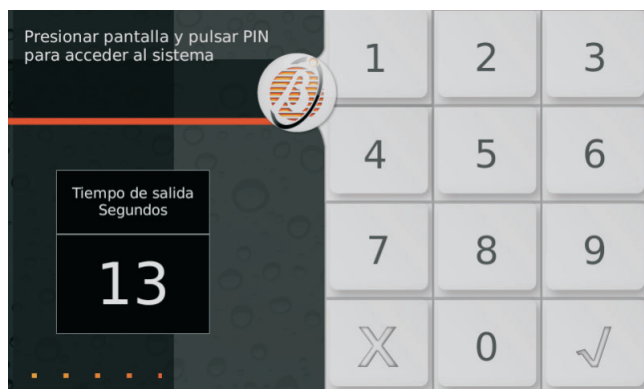 Presionar pantalla y pulsar PIN
para acceder al sistema
1 2 3
4 5 6
7 8 9
X 0 √
Tiempo de salida
Segundos
13